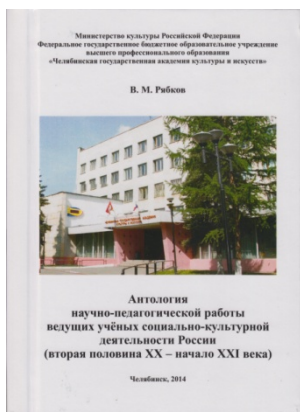 Министерство культуры Российской Федерация
Федеральное государственное бюджетное образовательное учреждение
высшего профессионального образования
«Челябинская государственная академия культуры и искусств»
В. М. Рябков
Антология
научно-педагогической работы
ведущих учёных социально-культурной
деятельности России
(вторая половина XX – начало XXI века)
Челябинск, 2014